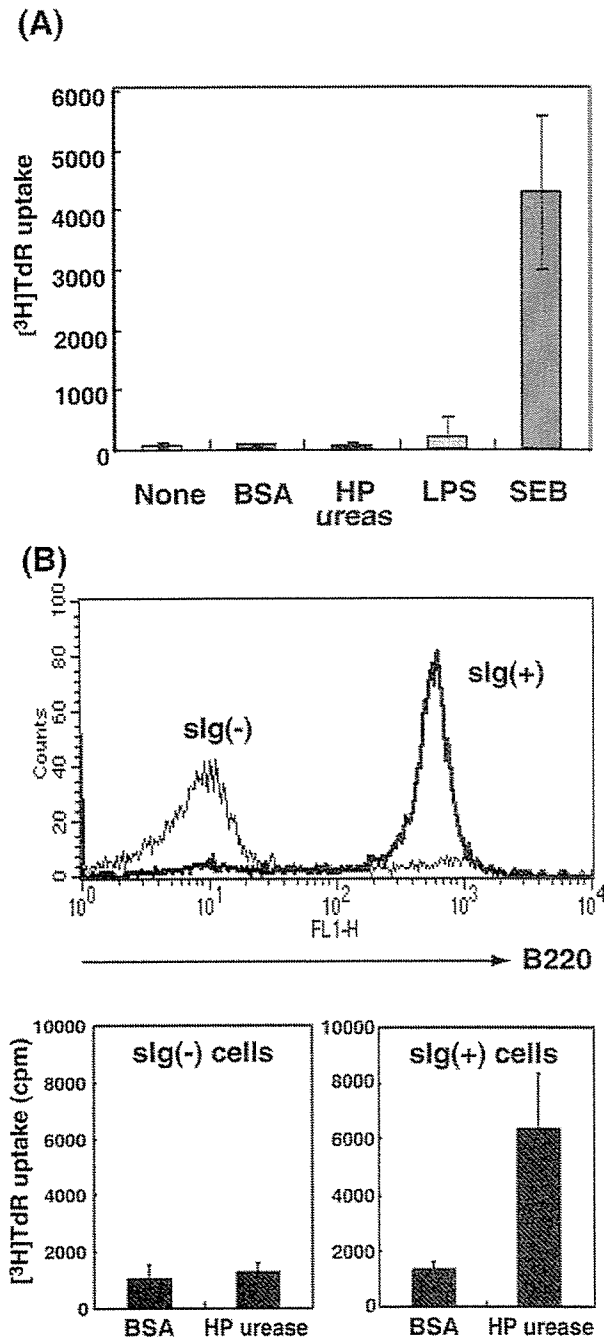 (A)
6000
5000
4000
3000
2000
1000
0
[³H]TdR uptake
None BSA HP LPS SEB
ureas
(B)
100
80
60
40
20
0
Counts
sIg(-)
sIg(+)
10⁰ 10¹ 10² 10³ 10⁴
FL1-H
B220
[³H]TdR uptake (cpm)
10000
8000
6000
4000
2000
0
sIg(-) cells
BSA HP urease
10000
8000
6000
4000
2000
0
sIg(+) cells
BSA HP urease